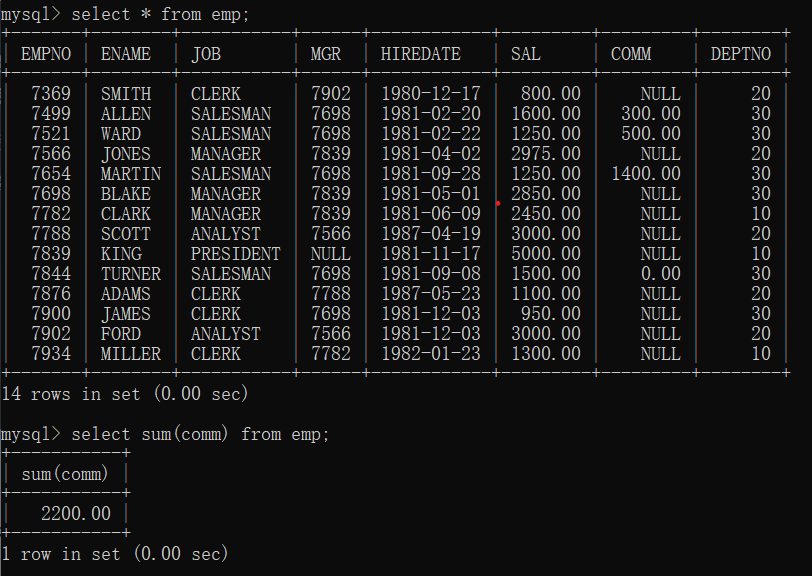 mysql> select * from emp;
+-------+--------+-----------+------+------------+---------+---------+--------+
| EMPNO | ENAME  | JOB       | MGR  | HIREDATE   | SAL     | COMM    | DEPTNO |
+-------+--------+-----------+------+------------+---------+---------+--------+
|  7369 | SMITH  | CLERK     | 7902 | 1980-12-17 |  800.00 |    NULL |     20 |
|  7499 | ALLEN  | SALESMAN  | 7698 | 1981-02-20 | 1600.00 |  300.00 |     30 |
|  7521 | WARD   | SALESMAN  | 7698 | 1981-02-22 | 1250.00 |  500.00 |     30 |
|  7566 | JONES  | MANAGER   | 7839 | 1981-04-02 | 2975.00 |    NULL |     20 |
|  7654 | MARTIN | SALESMAN  | 7698 | 1981-09-28 | 1250.00 | 1400.00 |     30 |
|  7698 | BLAKE  | MANAGER   | 7839 | 1981-05-01 | 2850.00 |    NULL |     30 |
|  7782 | CLARK  | MANAGER   | 7839 | 1981-06-09 | 2450.00 |    NULL |     10 |
|  7788 | SCOTT  | ANALYST   | 7566 | 1987-04-19 | 3000.00 |    NULL |     20 |
|  7839 | KING   | PRESIDENT | NULL | 1981-11-17 | 5000.00 |    NULL |     10 |
|  7844 | TURNER | SALESMAN  | 7698 | 1981-09-08 | 1500.00 |    0.00 |     30 |
|  7876 | ADAMS  | CLERK     | 7788 | 1987-05-23 | 1100.00 |    NULL |     20 |
|  7900 | JAMES  | CLERK     | 7698 | 1981-12-03 |  950.00 |    NULL |     30 |
|  7902 | FORD   | ANALYST   | 7566 | 1981-12-03 | 3000.00 |    NULL |     20 |
|  7934 | MILLER | CLERK     | 7782 | 1982-01-23 | 1300.00 |    NULL |     10 |
+-------+--------+-----------+------+------------+---------+---------+--------+
14 rows in set (0.00 sec)
mysql> select sum(comm) from emp;
+-----------+
| sum(comm) |
+-----------+
|   2200.00 |
+-----------+
1 row in set (0.00 sec)